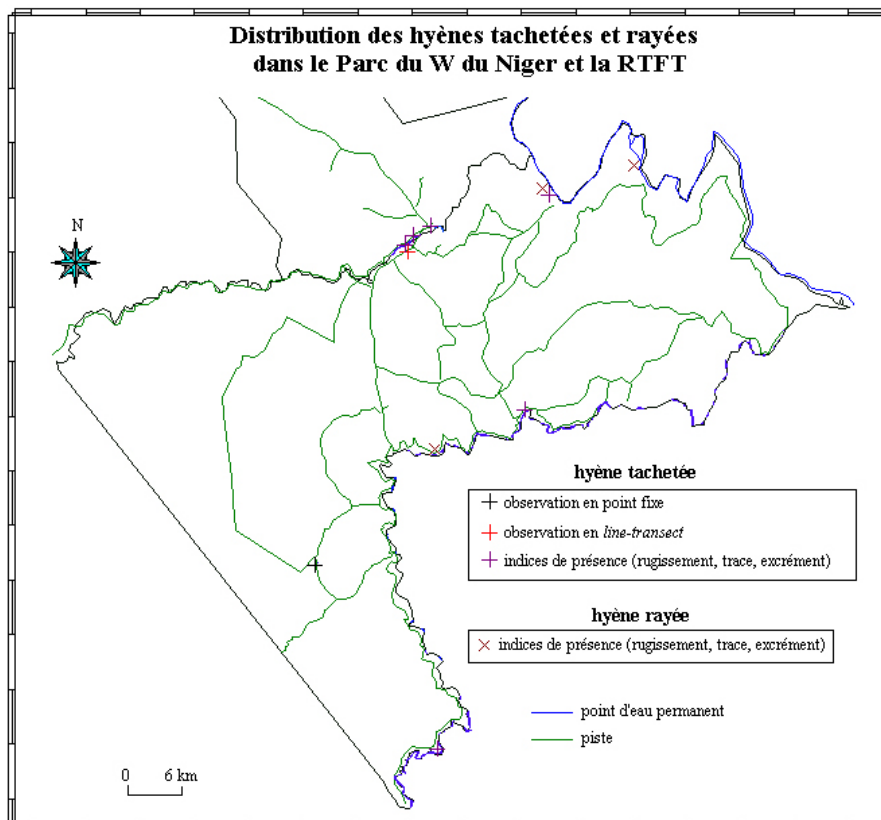 Distribution des hyènes tachetées et rayées
dans le Parc du W du Niger et la RTFT
N
hyène tachetée
observation en point fixe
observation en line-transect
indices de présence (rugissement, trace, excrément)
hyène rayée
indices de présence (rugissement, trace, excrément)
point d'eau permanent
piste
0 6 km